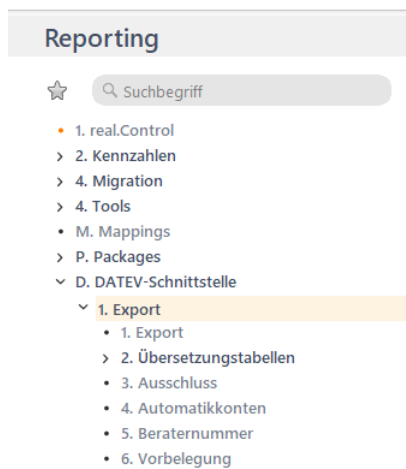 Reporting
Suchbegriff
1. real.Control
2. Kennzahlen
4. Migration
4. Tools
M. Mappings
P. Packages
D. DATEV-Schnittstelle
1. Export
1. Export
2. Übersetzungstabellen
3. Ausschluss
4. Automatikkonten
5. Beraternummer
6. Vorbelegung